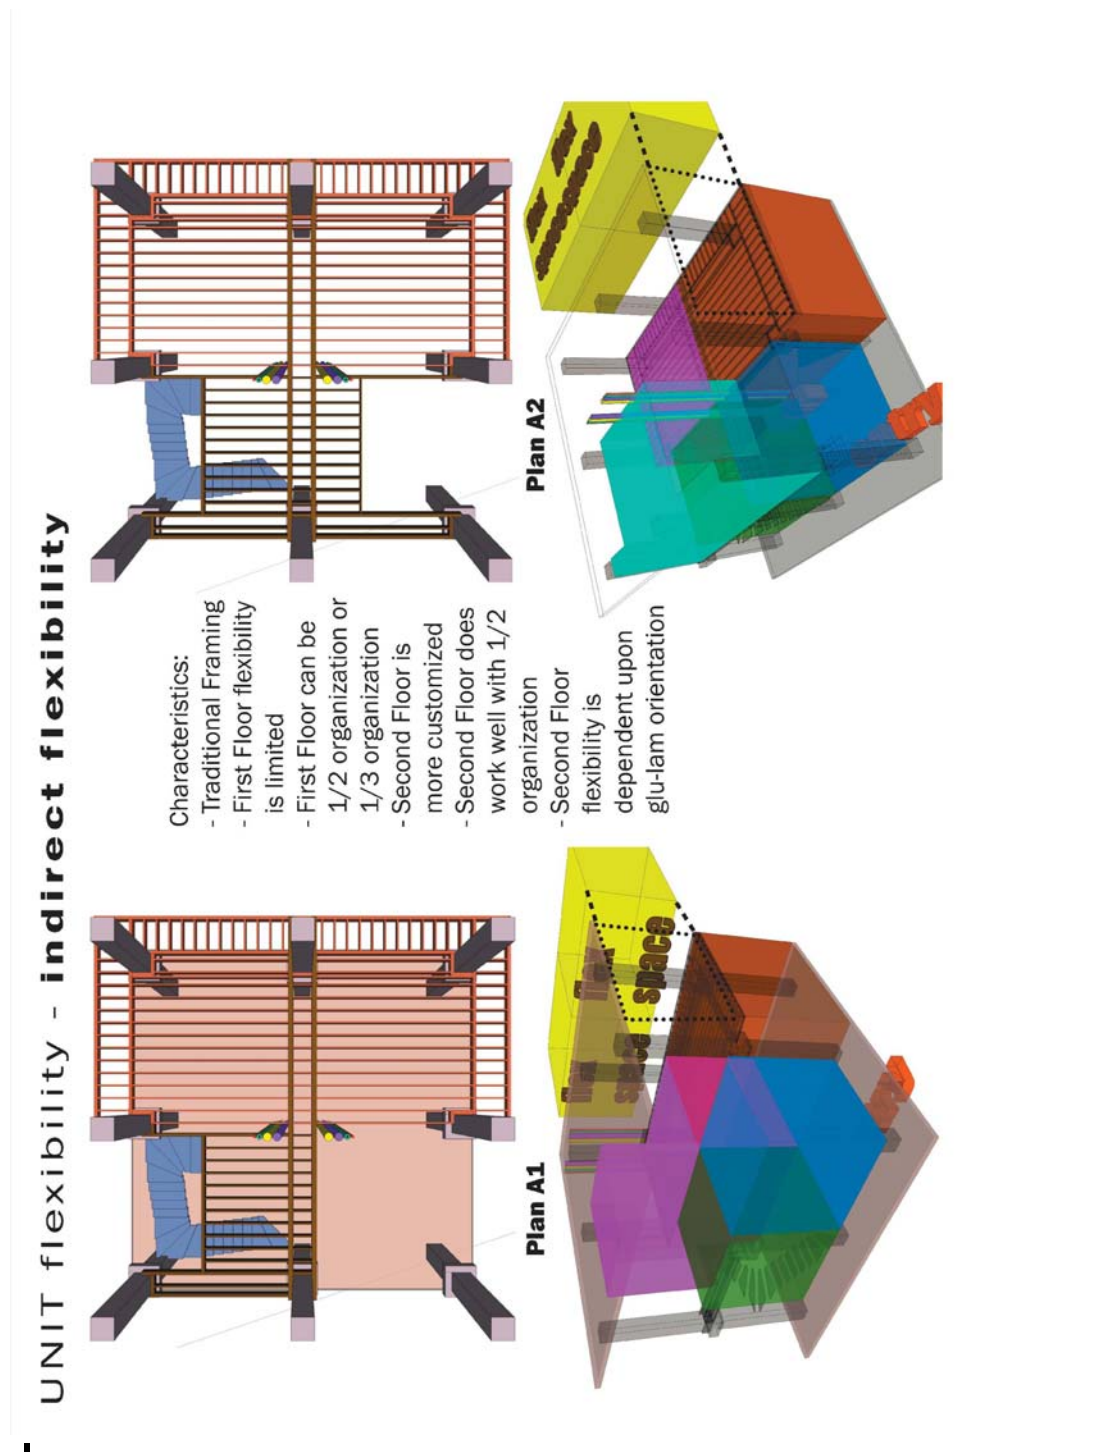 UNIT flexibility - indirect flexibility
Characteristics:
- Traditional Framing
- First Floor flexibility
is limited
- First Floor can be
1/2 organization or
1/3 organization
- Second Floor is
more customized
- Second Floor does
work well with 1/2
organization
- Second Floor
flexibility is
dependent upon
glu-lam orientation
Plan A1
Plan A2
space
space